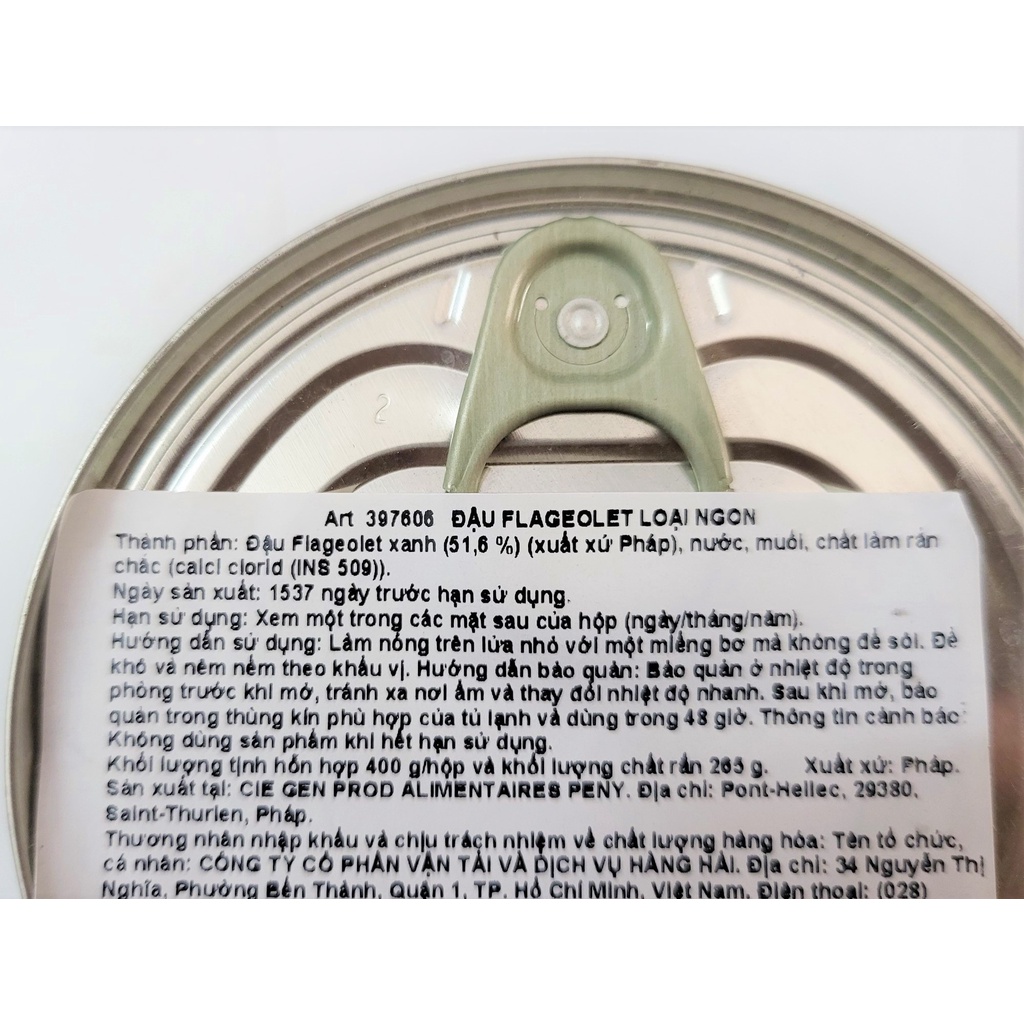 2
Art 397606 ĐẬU FLAGEOLET LOẠI NGON
Thành phần: Đậu Flageolet xanh (51,6 %) (xuất xứ Pháp), nước, muối, chất làm rắn
chắc (calci clorid (INS 509)).
Ngày sản xuất: 1537 ngày trước hạn sử dụng.
Hạn sử dụng: Xem một trong các mặt sau của hộp (ngày/tháng/năm).
Hướng dẫn sử dụng: Làm nóng trên lửa nhỏ với một miếng bơ mà không để sôi. Để
khô và nêm nếm theo khẩu vị. Hướng dẫn bảo quản: Bảo quản ở nhiệt độ trong
phòng trước khi mở, tránh xa nơi ẩm và thay đổi nhiệt độ nhanh. Sau khi mở, bảo
quản trong thùng kín phù hợp của tủ lạnh và dùng trong 48 giờ. Thông tin cảnh báo:
Không dùng sản phẩm khi hết hạn sử dụng.
Khối lượng tịnh hỗn hợp 400 g/hộp và khối lượng chất rắn 265 g. Xuất xứ: Pháp.
Sản xuất tại: CIE GEN PROD ALIMENTAIRES PENY. Địa chỉ: Pont-Hellec, 29380,
Saint-Thurien, Pháp.
Thương nhân nhập khẩu và chịu trách nhiệm về chất lượng hàng hóa: Tên tổ chức,
cá nhân: CÔNG TY CỔ PHẦN VẬN TẢI VÀ DỊCH VỤ HÀNG HẢI. Địa chỉ: 34 Nguyễn Thị
Nghĩa, Phường Bến Thành, Quận 1, TP. Hồ Chí Minh, Việt Nam. Điện thoại: (028)